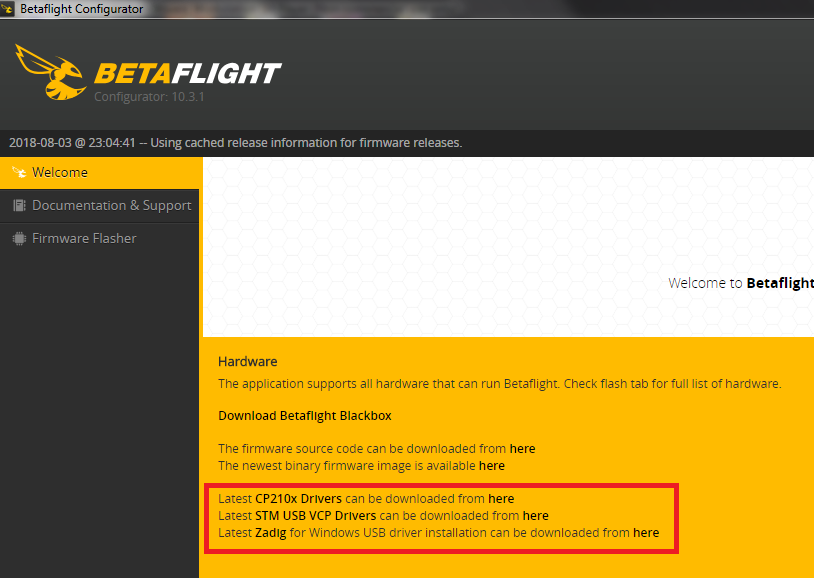 Betaflight Configurator
BETAFLIGHT
Configurator: 10.3.1
2018-08-03 @ 23:04:41 -- Using cached release information for firmware releases.
Welcome
Documentation & Support
Firmware Flasher
Welcome to Betaflight
Hardware
The application supports all hardware that can run Betaflight. Check flash tab for full list of hardware.
Download Betaflight Blackbox
The firmware source code can be downloaded from here
The newest binary firmware image is available here
Latest CP210x Drivers can be downloaded from here
Latest STM USB VCP Drivers can be downloaded from here
Latest Zadig for Windows USB driver installation can be downloaded from here